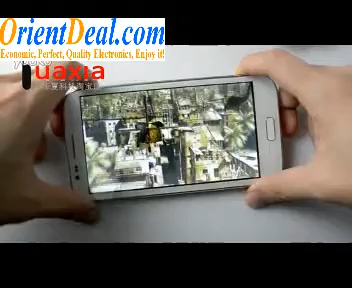 OrientDeal.com
Economic, Perfect, Quality Electronics, Enjoy it!
uaxia